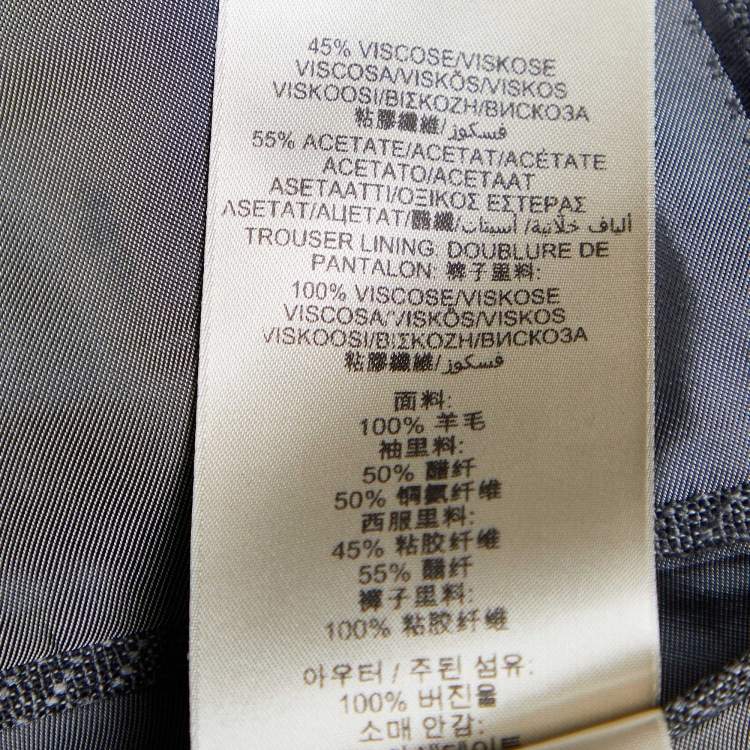 45% VISCOSE/VISKOSE
VISCOSA/VISKÓS/VISKOS
VISKOOSI/ΒΙΣΚΟΖΗ/ВИСКОЗА
粘膠纖維/فسكوز
55% ACETATE/ACETAT/ACÉTATE
ACETATO/ACETAAT
ASETAATTI/ΟΞΙΚΟΣ ΕΣΤΕΡΑΣ
ASETAT/АЦЕТАТ/醋纖/ألياف خلّانية/ أسيتات
TROUSER LINING: DOUBLURE DE
PANTALON: 褲子里料:
100% VISCOSE/VISKOSE
VISCOSA/VISKÓS/VISKOS
VISKOOSI/ΒΙΣΚΟΖΗ/ВИСКОЗА
粘膠纖維/فسكوز
面料:
100% 羊毛
袖里料:
50% 醋纤
50% 铜氨纤维
西服里料:
45% 粘胶纤维
55% 醋纤
褲子里料:
100% 粘胶纤维
아우터 / 주된 섬유:
100% 버진울
소매 안감: